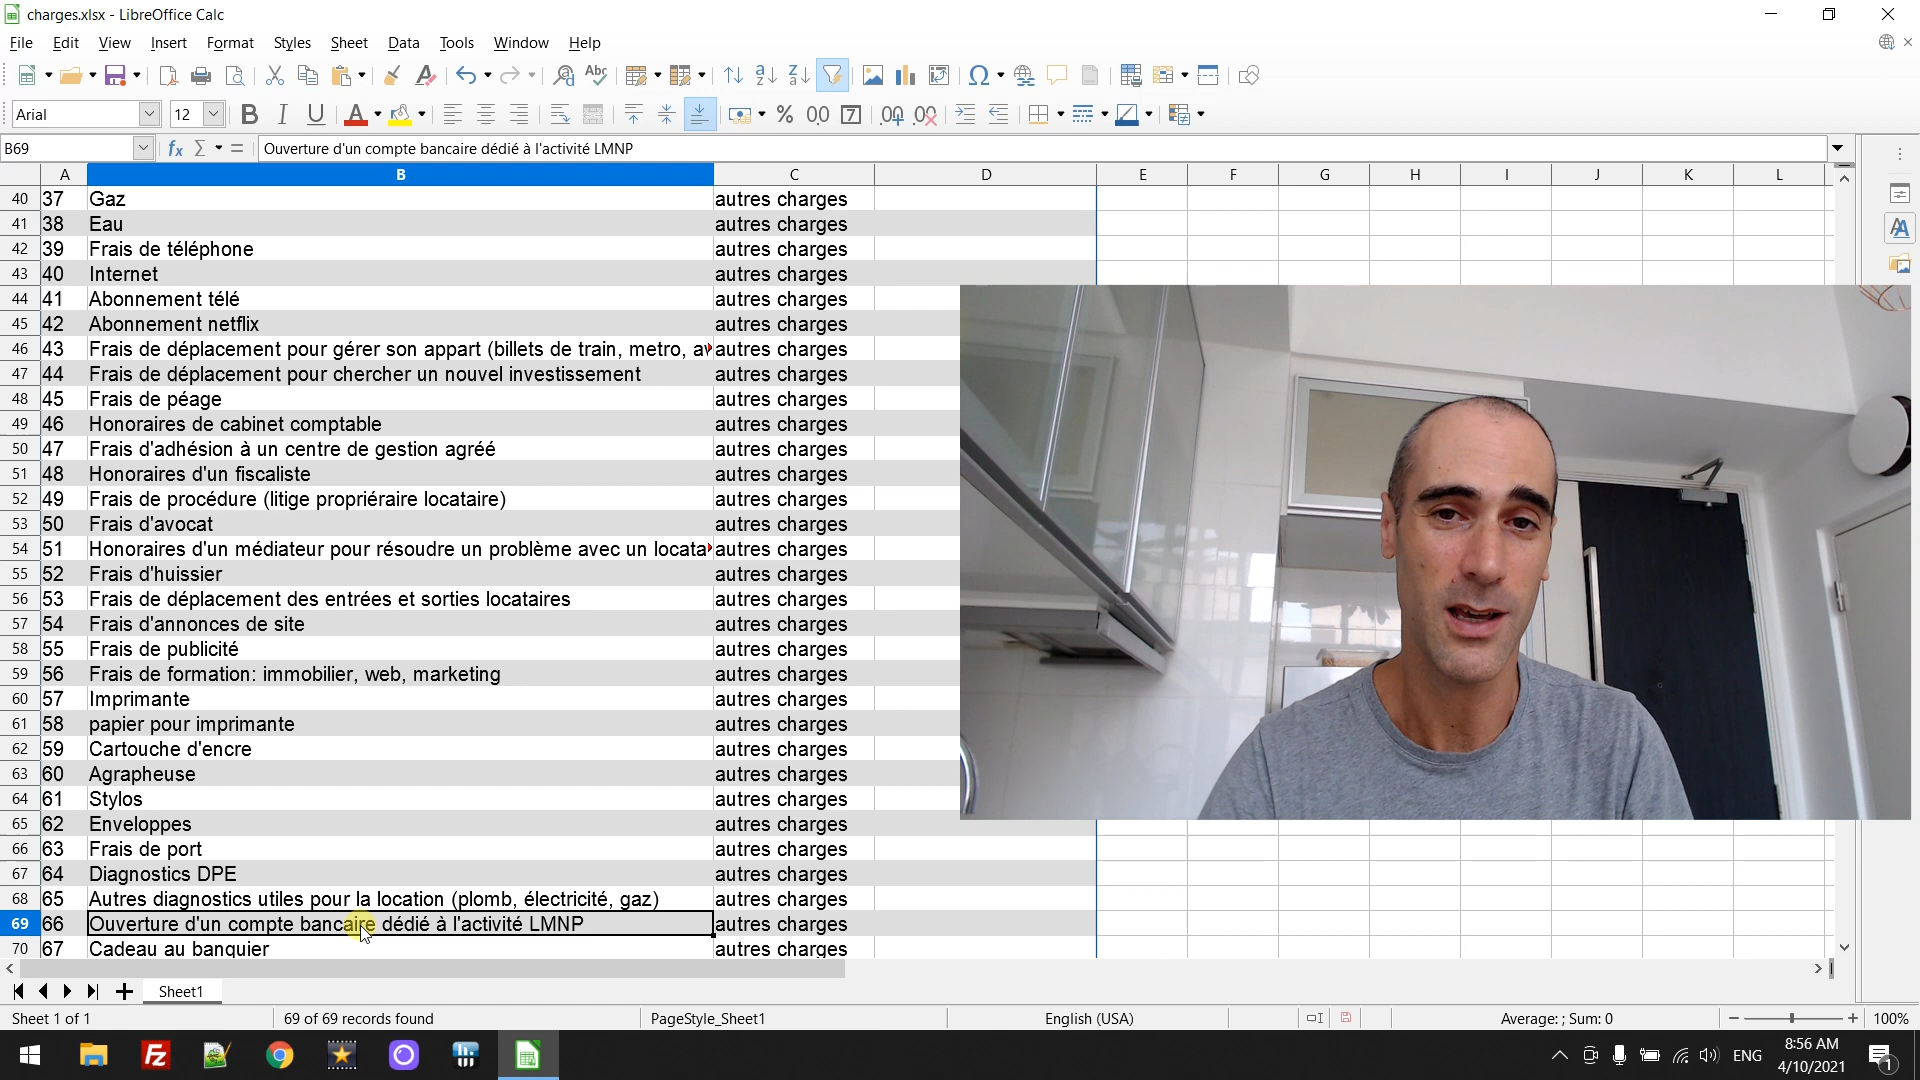 charges.xlsx - LibreOffice Calc
File Edit View Insert Format Styles Sheet Data Tools Window Help
Arial 12
B69 Ouverture d'un compte bancaire dédié à l'activité LMNP
A B C D E F G H I J K L
40 37 Gaz autres charges
41 38 Eau autres charges
42 39 Frais de téléphone autres charges
43 40 Internet autres charges
44 41 Abonnement télé autres charges
45 42 Abonnement netflix autres charges
46 43 Frais de déplacement pour gérer son appart (billets de train, metro, av autres charges
47 44 Frais de déplacement pour chercher un nouvel investissement autres charges
48 45 Frais de péage autres charges
49 46 Honoraires de cabinet comptable autres charges
50 47 Frais d'adhésion à un centre de gestion agréé autres charges
51 48 Honoraires d'un fiscaliste autres charges
52 49 Frais de procédure (litige propriéraire locataire) autres charges
53 50 Frais d'avocat autres charges
54 51 Honoraires d'un médiateur pour résoudre un problème avec un locata autres charges
55 52 Frais d'huissier autres charges
56 53 Frais de déplacement des entrées et sorties locataires autres charges
57 54 Frais d'annonces de site autres charges
58 55 Frais de publicité autres charges
59 56 Frais de formation: immobilier, web, marketing autres charges
60 57 Imprimante autres charges
61 58 papier pour imprimante autres charges
62 59 Cartouche d'encre autres charges
63 60 Agrapheuse autres charges
64 61 Stylos autres charges
65 62 Enveloppes autres charges
66 63 Frais de port autres charges
67 64 Diagnostics DPE autres charges
68 65 Autres diagnostics utiles pour la location (plomb, électricité, gaz) autres charges
69 66 Ouverture d'un compte bancaire dédié à l'activité LMNP autres charges
70 67 Cadeau au banquier autres charges
Sheet1
Sheet 1 of 1 69 of 69 records found PageStyle_Sheet1 English (USA) Average: ; Sum: 0 100%
ENG 8:56 AM
4/10/2021 1